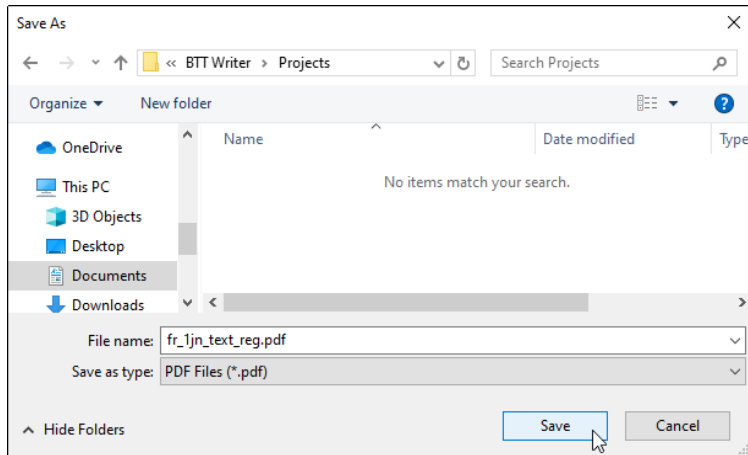 Save As
« BTT Writer > Projects
Search Projects
Organize
New folder
?
Name
Date modified
Type
OneDrive
No items match your search.
This PC
3D Objects
Desktop
Documents
Downloads
File name: fr_1jn_text_reg.pdf
Save as type: PDF Files (*.pdf)
Hide Folders
Save
Cancel